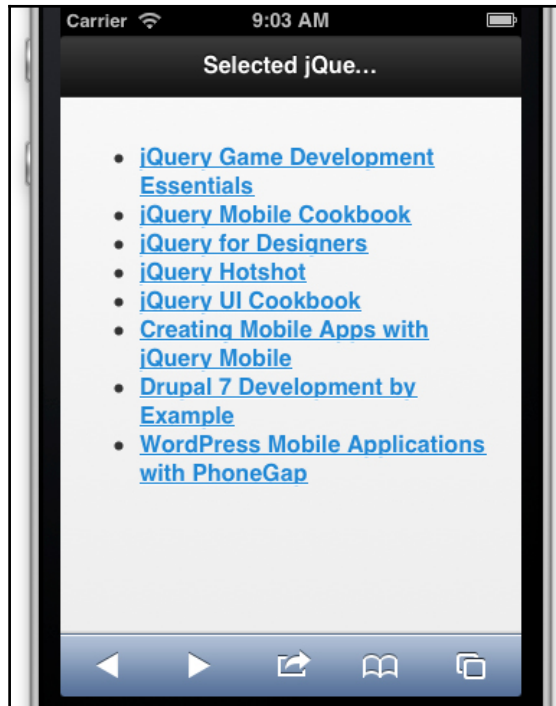 Carrier 9:03 AM
Selected jQue...
jQuery Game Development
Essentials
jQuery Mobile Cookbook
jQuery for Designers
jQuery Hotshot
jQuery UI Cookbook
Creating Mobile Apps with
jQuery Mobile
Drupal 7 Development by
Example
WordPress Mobile Applications
with PhoneGap